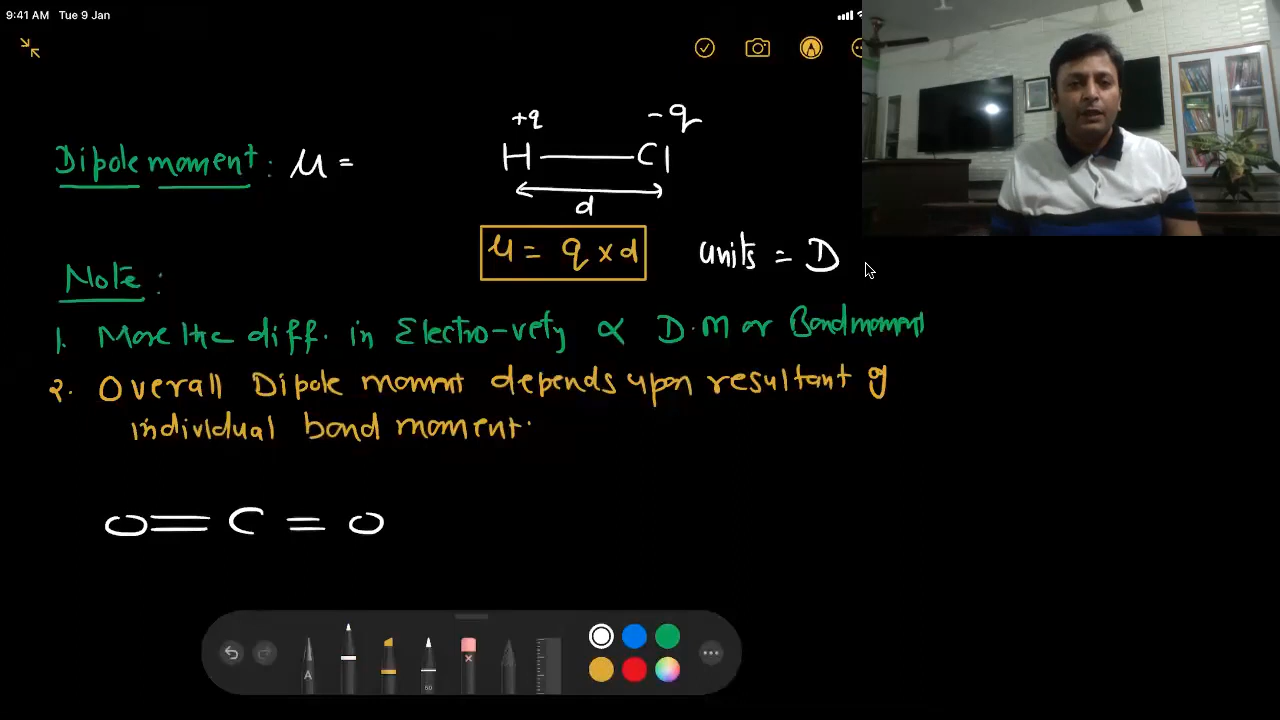 9:41 AM Tue 9 Jan
+q -q
Dipole moment : μ =
H — Cl
d
μ = q × d
units = D
Note :
1. More the diff. in Electro-vety ∝ D.M or Bond moment
2. Overall Dipole moment depends upon resultant of
individual bond moment.
O = C = O
A
50